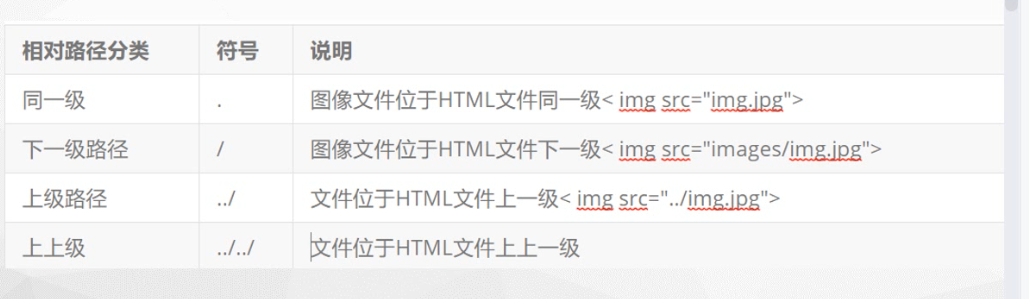 相对路径分类 符号 说明
同一级 . 图像文件位于HTML文件同一级< img src="img.jpg">
下一级路径 / 图像文件位于HTML文件下一级< img src="images/img.jpg">
上级路径 ../ 文件位于HTML文件上一级< img src="../img.jpg">
上上级 ../../ 文件位于HTML文件上上一级